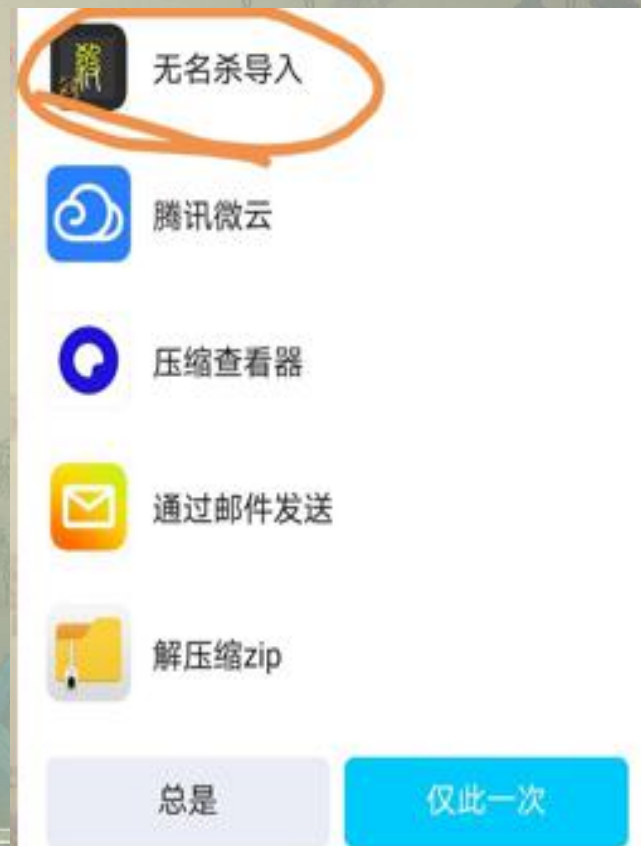 殺
无名杀导入
腾讯微云
压缩查看器
通过邮件发送
解压缩zip
总是
仅此一次